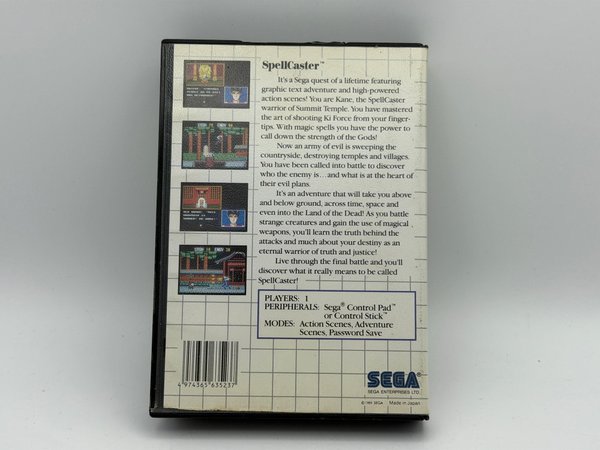 SpellCaster™
It's a Sega quest of a lifetime featuring
graphic text adventure and high-powered
action scenes! You are Kane, the SpellCaster
warrior of Summit Temple. You have mastered
the art of shooting Ki Force from your finger-
tips. With magic spells you have the power to
call down the strength of the Gods!
Now an army of evil is sweeping the
countryside, destroying temples and villages.
You have been called into battle to discover
who the enemy is...and what is at the heart of
their evil plans.
It's an adventure that will take you above
and below ground, across time, space and
even into the Land of the Dead! As you battle
strange creatures and gain the use of magical
weapons, you'll learn the truth behind the
attacks and much about your destiny as an
eternal warrior of truth and justice!
Live through the final battle and you'll
discover what it really means to be called
SpellCaster!
PLAYERS: 1
PERIPHERALS: Sega® Control Pad™
or Control Stick™
MODES: Action Scenes, Adventure
Scenes, Password Save
4 974365 635237
SEGA®
SEGA ENTERPRISES LTD.
SEGA Made in Japan